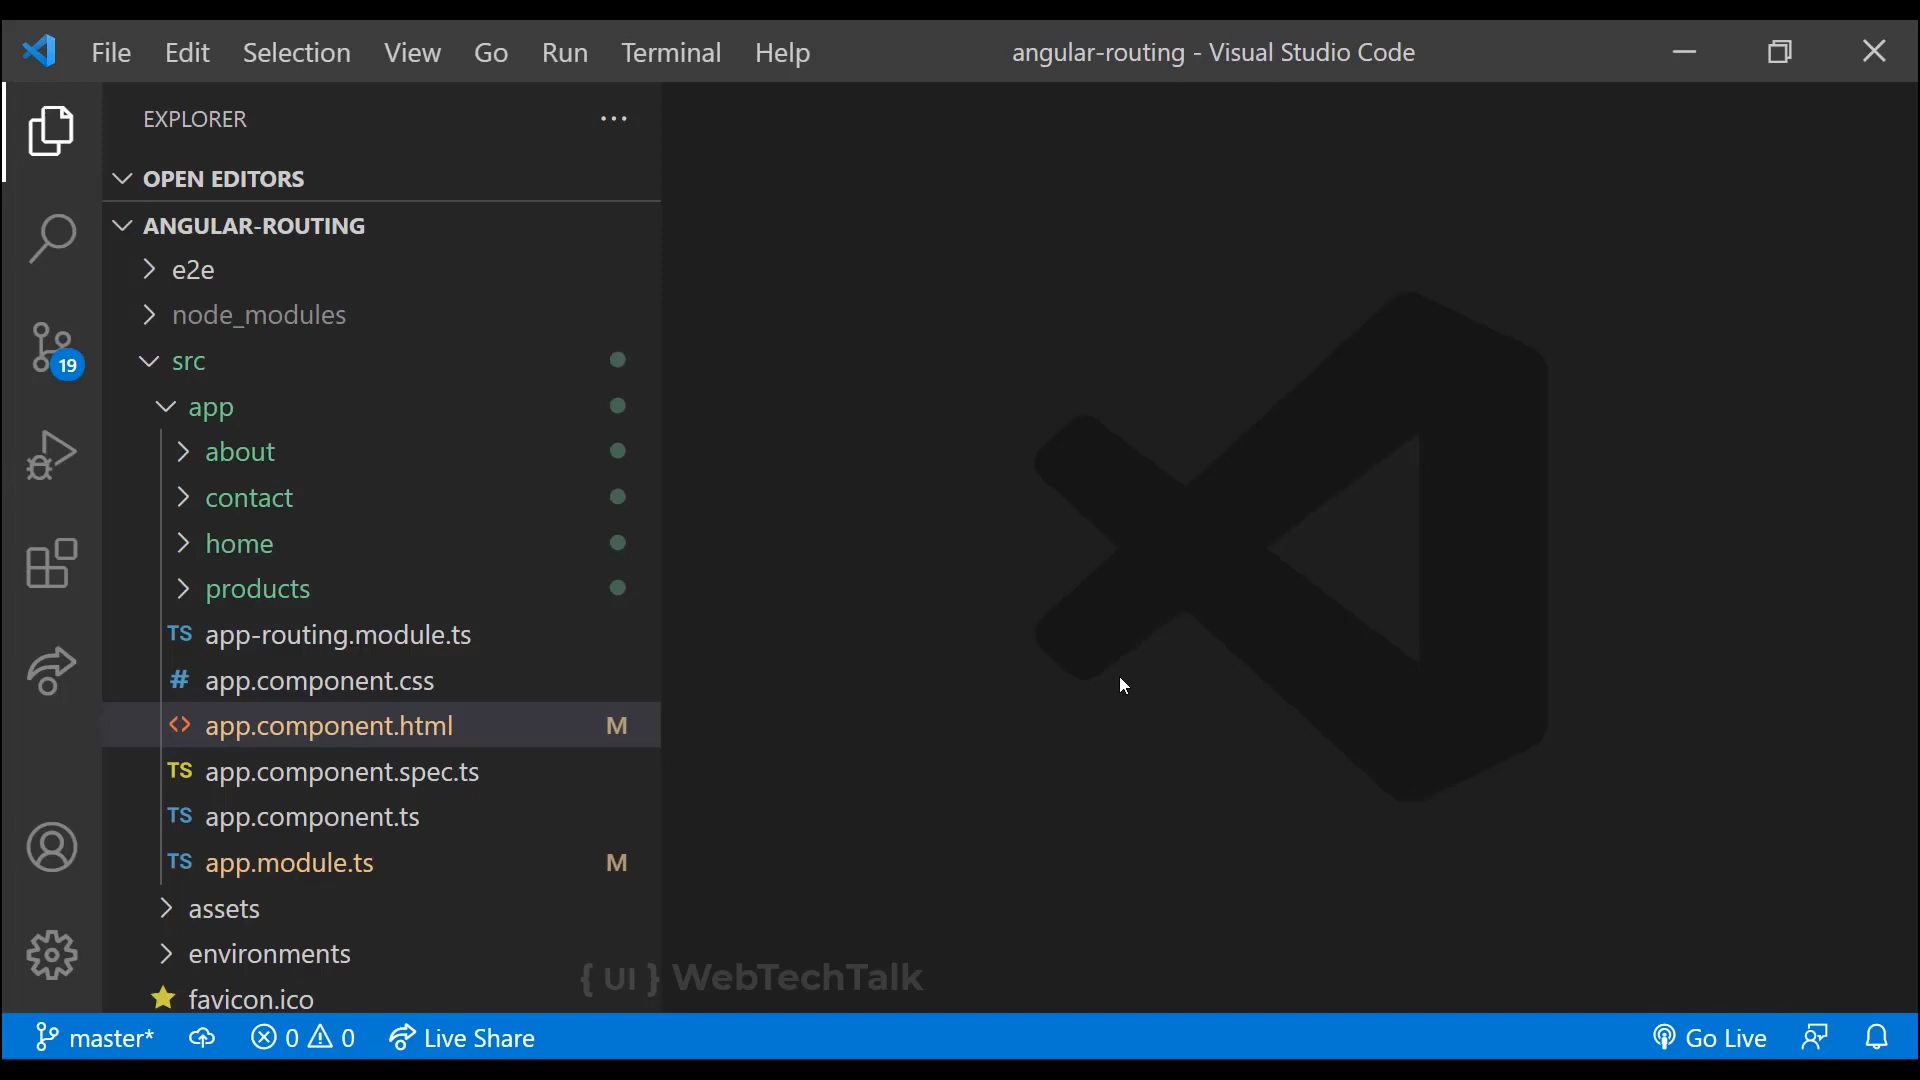 File Edit Selection View Go Run Terminal Help angular-routing - Visual Studio Code
EXPLORER ...
OPEN EDITORS
ANGULAR-ROUTING
e2e
node_modules
src
19
app
about
contact
home
products
TS app-routing.module.ts
# app.component.css
<> app.component.html M
TS app.component.spec.ts
TS app.component.ts
TS app.module.ts M
assets
environments
{ UI } WebTechTalk
favicon.ico
master* 0 0 Live Share Go Live